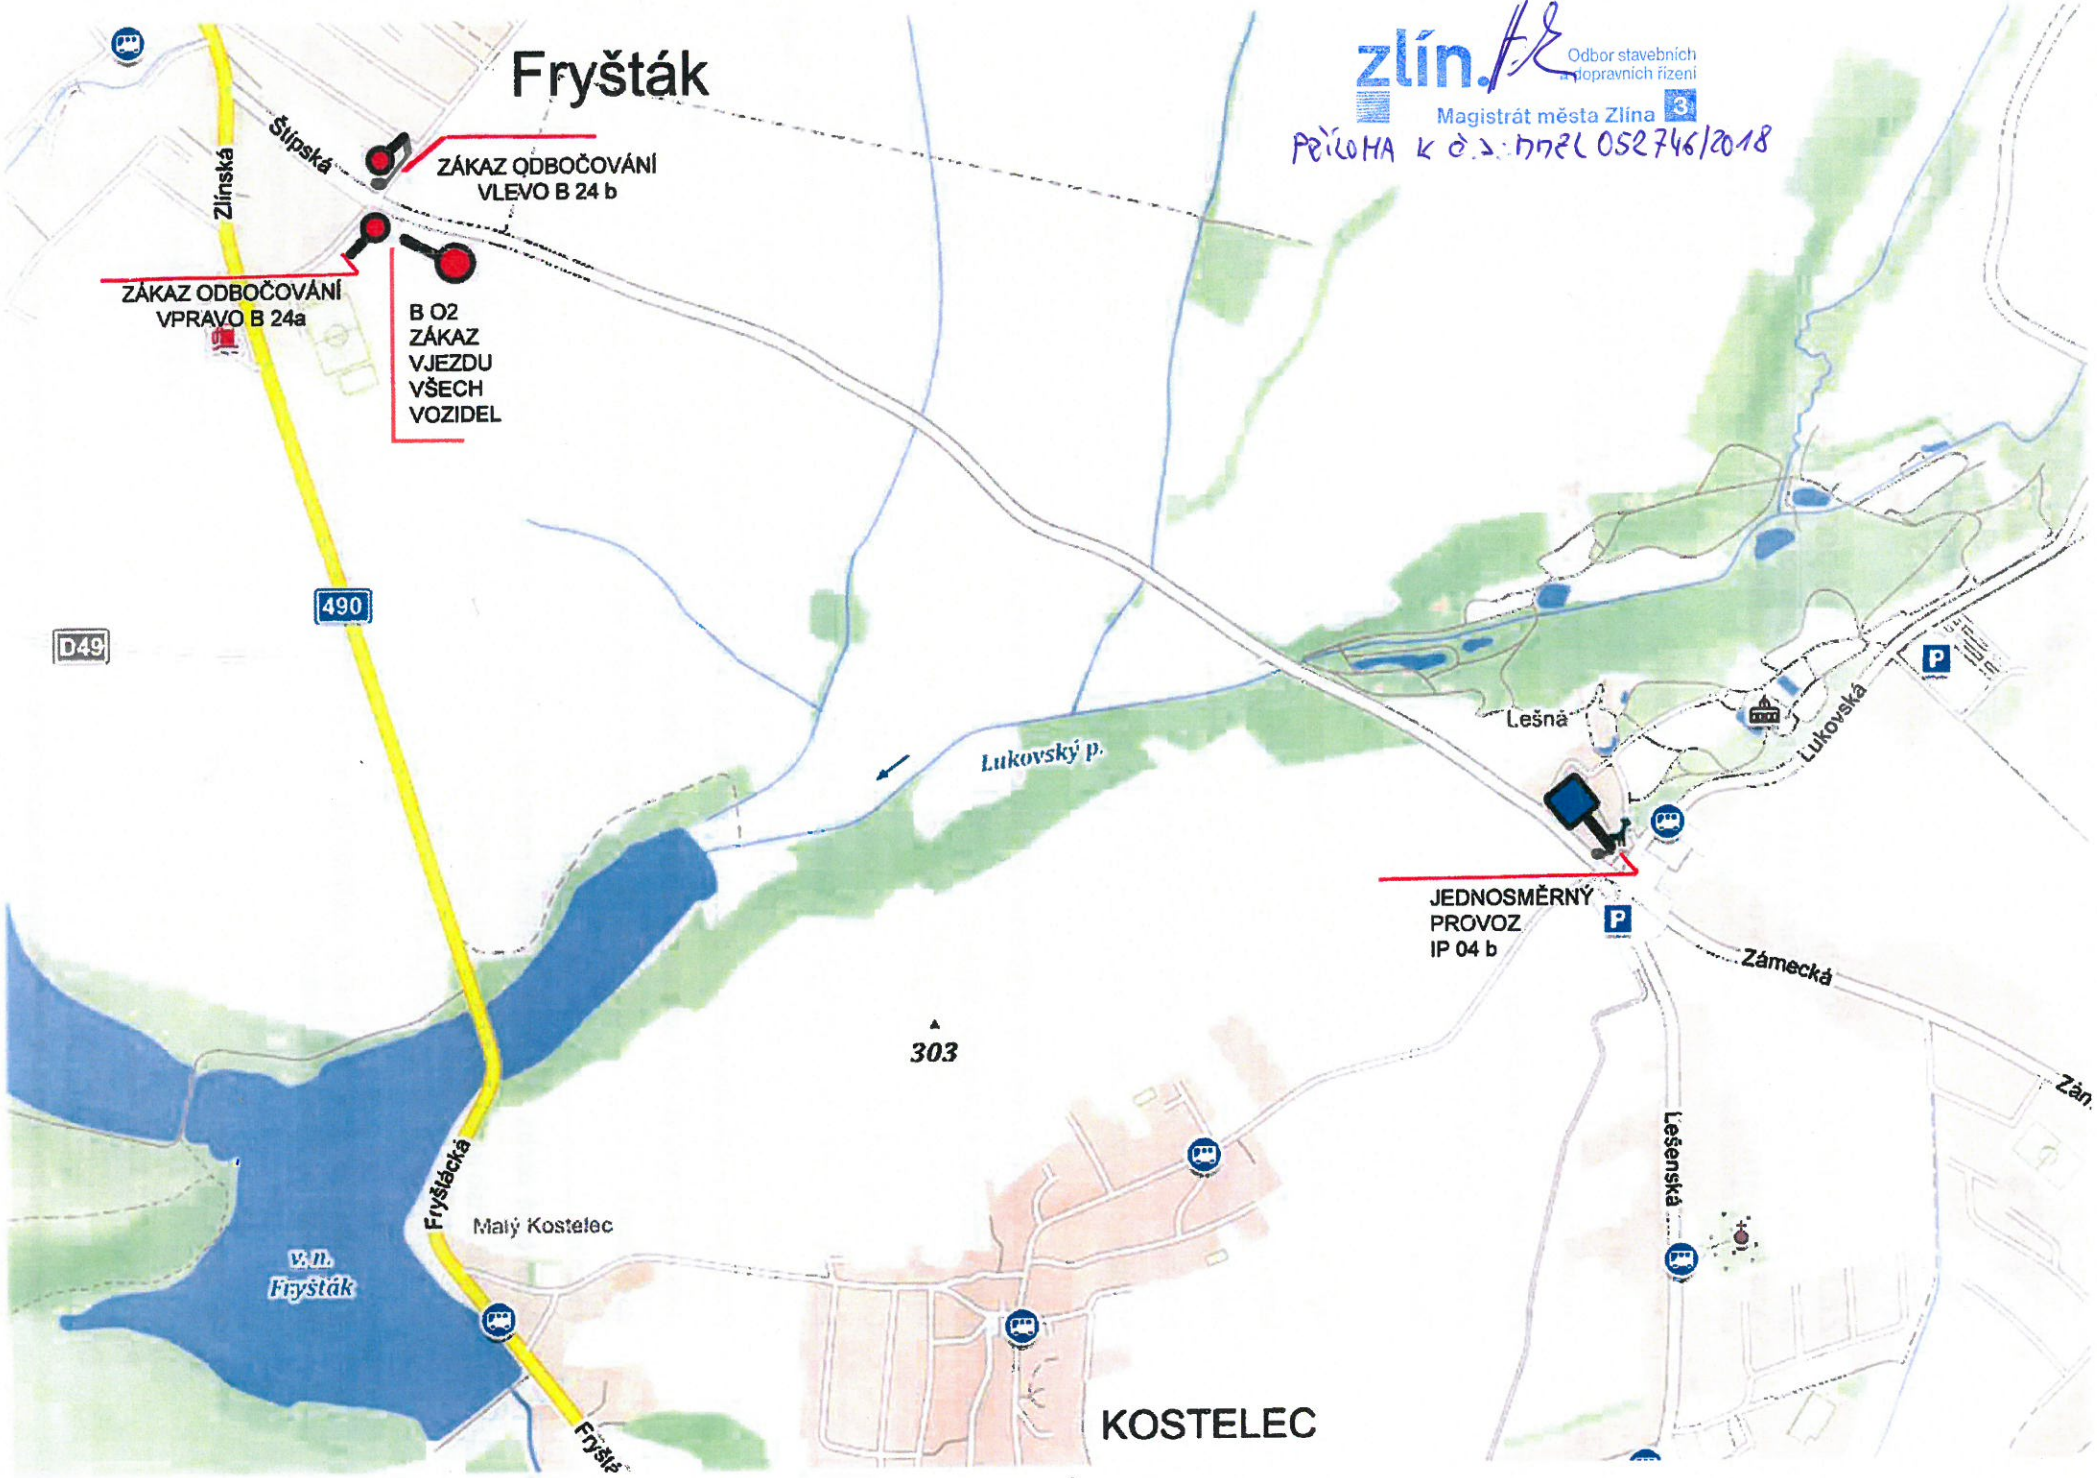 Fryšták
zlín.
Odbor stavebních
a dopravních řízení
Magistrát města Zlína 3
PŘÍLOHA K Č.J.: MMZL 052746/2018
Štípská
Zlínská
ZÁKAZ ODBOČOVÁNÍ
VLEVO B 24 b
ZÁKAZ ODBOČOVÁNÍ
VPRAVO B 24a
B O2
ZÁKAZ
VJEZDU
VŠECH
VOZIDEL
490
D49
P
Lešná
Lukovská
Lukovský p.
JEDNOSMĚRNÝ
PROVOZ
IP 04 b
P
Zámecká
303
Zám.
Lešenská
Fryštácká
Malý Kostelec
v. n.
Fryšták
KOSTELEC
Fryšt